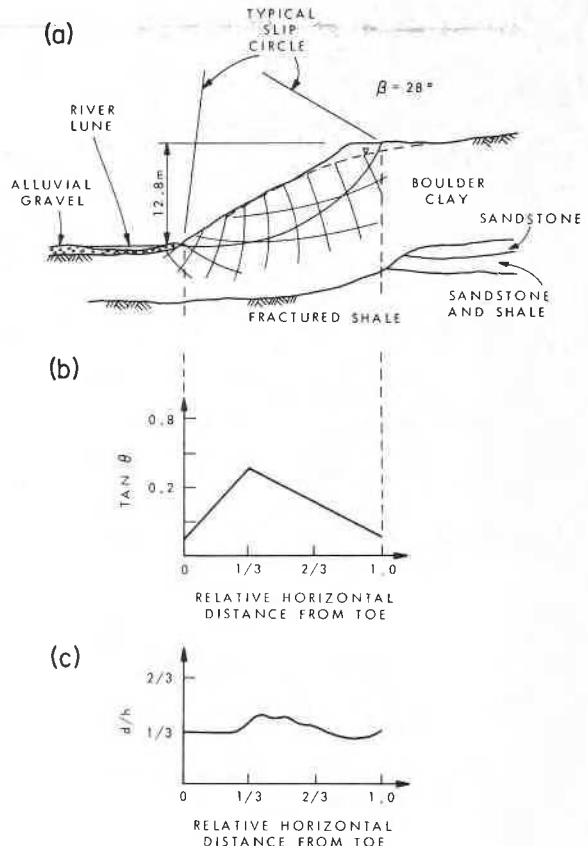 (a)
TYPICAL
SLIP
CIRCLE
β = 28°
RIVER
LUNE
ALLUVIAL
GRAVEL
12.8m
BOULDER
CLAY
SANDSTONE
SANDSTONE
AND SHALE
FRACTURED SHALE
(b)
0.8
0.2
TAN θ
0 1/3 2/3 1.0
RELATIVE HORIZONTAL
DISTANCE FROM TOE
(c)
2/3
1/3
d/h
0 1/3 2/3 1.0
RELATIVE HORIZONTAL
DISTANCE FROM TOE